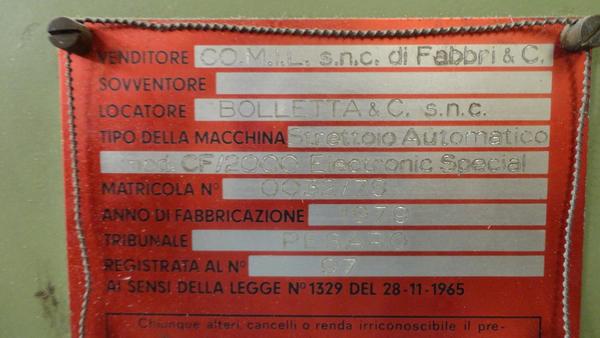 VENDITORE CO.M.I.L. s.n.c. di Fabbri & C.
SOVVENTORE
LOCATORE BOLLETTA & C. s.n.c.
TIPO DELLA MACCHINA Strettoio Automatico
mod. CF/2000 Electronic Special
MATRICOLA N° 0032/79
ANNO DI FABBRICAZIONE 1979
TRIBUNALE PESARO
REGISTRATA AL N° 97
AI SENSI DELLA LEGGE N° 1329 DEL 28-11-1965
Chiunque alteri cancelli o renda irriconoscibile il pre-